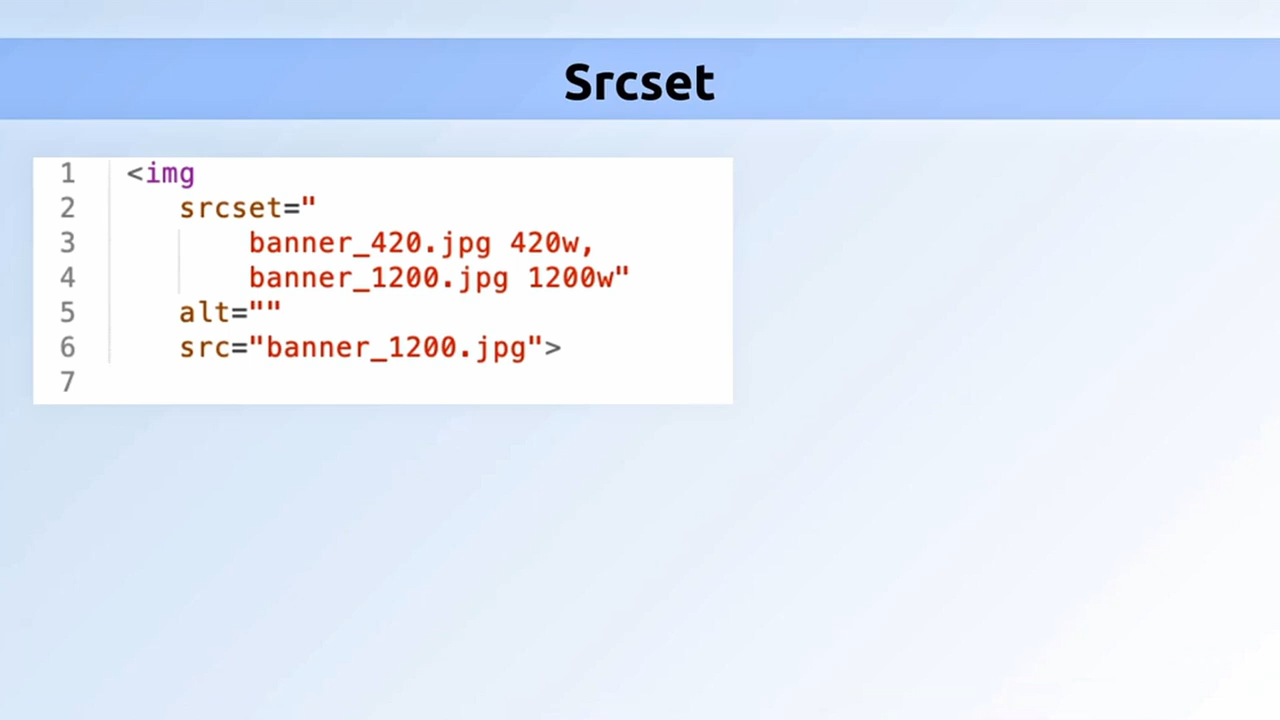 Srcset
1 <img
2 srcset="
3 banner_420.jpg 420w,
4 banner_1200.jpg 1200w"
5 alt=""
6 src="banner_1200.jpg">
7